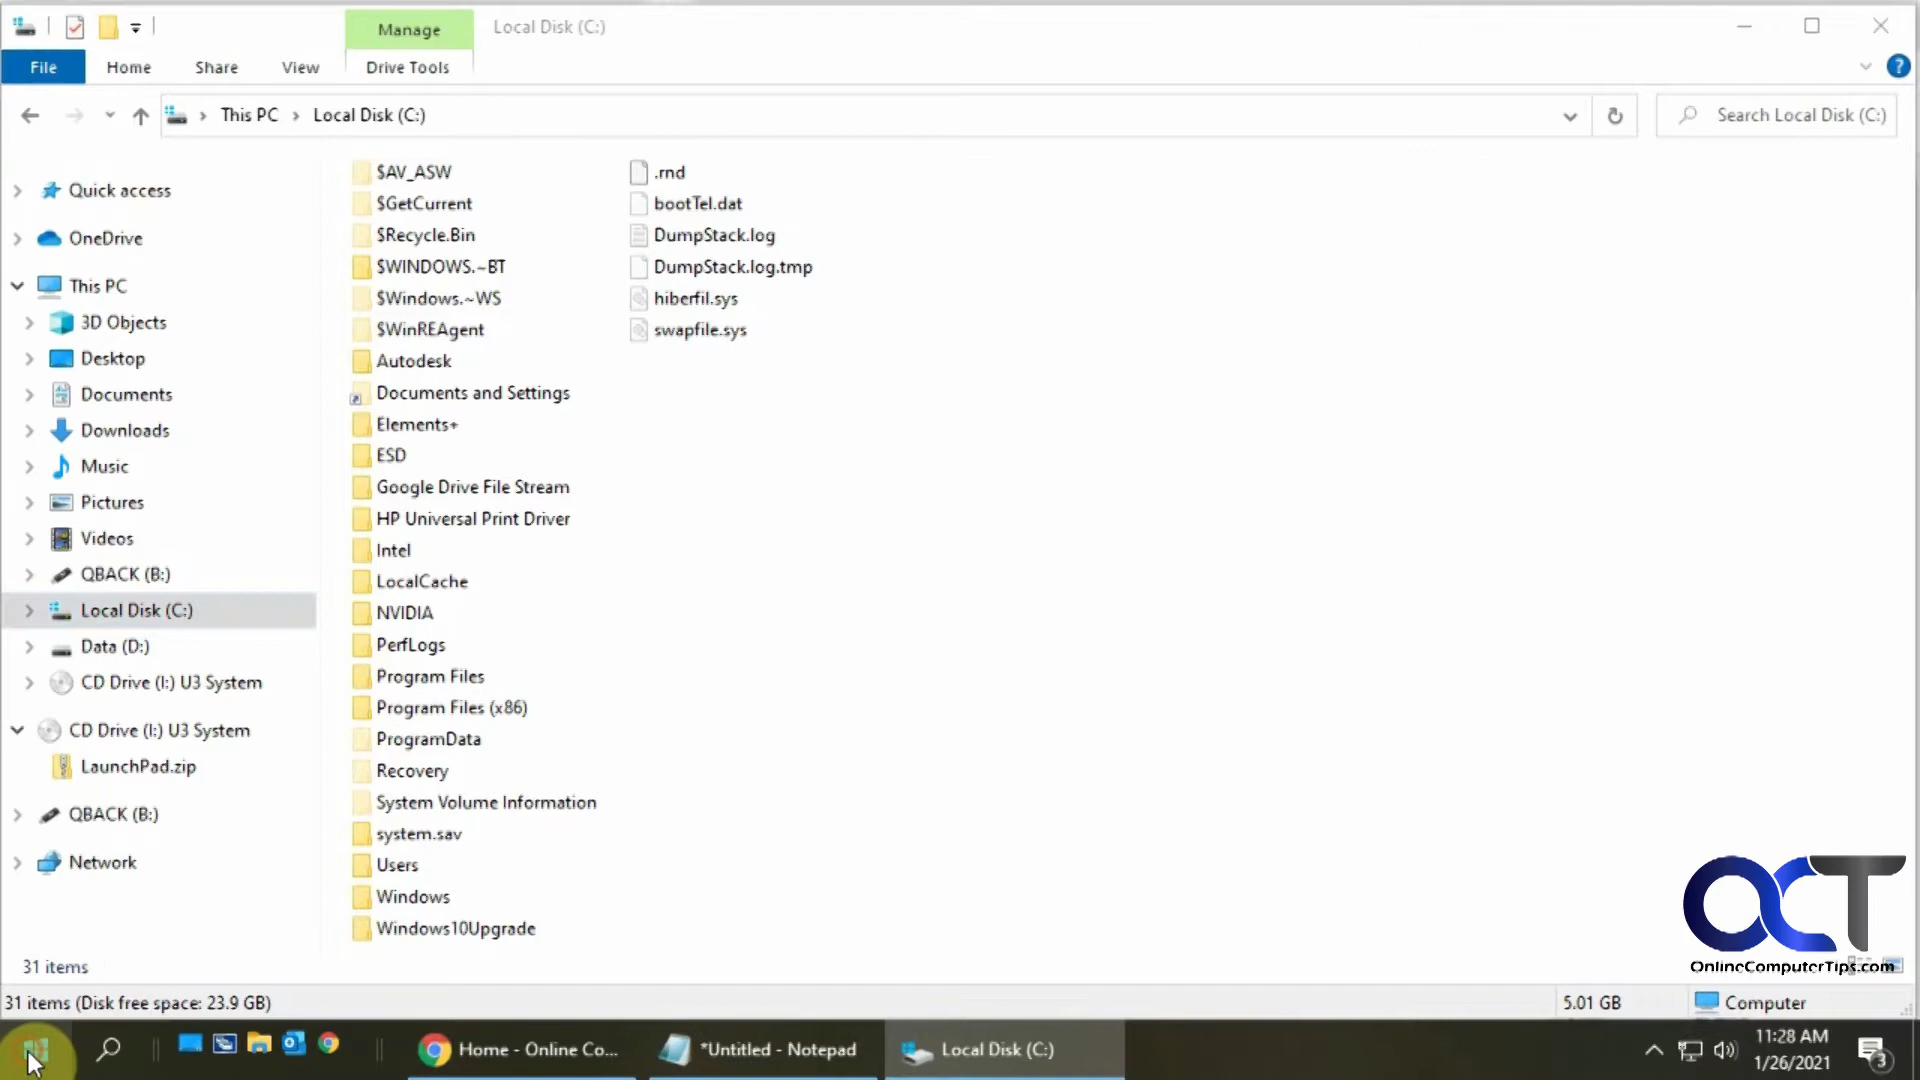 Manage
Local Disk (C:)
File
Home
Share
View
Drive Tools
?
This PC
Local Disk (C:)
Search Local Disk (C:)
Quick access
OneDrive
This PC
3D Objects
Desktop
Documents
Downloads
Music
Pictures
Videos
QBACK (B:)
Local Disk (C:)
Data (D:)
CD Drive (I:) U3 System
CD Drive (I:) U3 System
LaunchPad.zip
QBACK (B:)
Network
$AV_ASW
$GetCurrent
$Recycle.Bin
$WINDOWS.~BT
$Windows.~WS
$WinREAgent
Autodesk
Documents and Settings
Elements+
ESD
Google Drive File Stream
HP Universal Print Driver
Intel
LocalCache
NVIDIA
PerfLogs
Program Files
Program Files (x86)
ProgramData
Recovery
System Volume Information
system.sav
Users
Windows
Windows10Upgrade
.rnd
bootTel.dat
DumpStack.log
DumpStack.log.tmp
hiberfil.sys
swapfile.sys
OCT
OnlineComputerTips.com
31 items
31 items (Disk free space: 23.9 GB)
5.01 GB
Computer
Home - Online Co...
*Untitled - Notepad
Local Disk (C:)
11:28 AM
1/26/2021
3